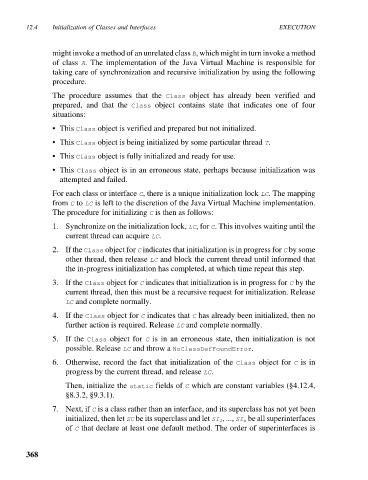 12.4 Initialization of Classes and Interfaces EXECUTION
might invoke a method of an unrelated class B, which might in turn invoke a method
of class A. The implementation of the Java Virtual Machine is responsible for
taking care of synchronization and recursive initialization by using the following
procedure.
The procedure assumes that the Class object has already been verified and
prepared, and that the Class object contains state that indicates one of four
situations:
• This Class object is verified and prepared but not initialized.
• This Class object is being initialized by some particular thread T.
• This Class object is fully initialized and ready for use.
• This Class object is in an erroneous state, perhaps because initialization was
attempted and failed.
For each class or interface C, there is a unique initialization lock LC. The mapping
from C to LC is left to the discretion of the Java Virtual Machine implementation.
The procedure for initializing C is then as follows:
1. Synchronize on the initialization lock, LC, for C. This involves waiting until the
current thread can acquire LC.
2. If the Class object for C indicates that initialization is in progress for C by some
other thread, then release LC and block the current thread until informed that
the in-progress initialization has completed, at which time repeat this step.
3. If the Class object for C indicates that initialization is in progress for C by the
current thread, then this must be a recursive request for initialization. Release
LC and complete normally.
4. If the Class object for C indicates that C has already been initialized, then no
further action is required. Release LC and complete normally.
5. If the Class object for C is in an erroneous state, then initialization is not
possible. Release LC and throw a NoClassDefFoundError.
6. Otherwise, record the fact that initialization of the Class object for C is in
progress by the current thread, and release LC.
Then, initialize the static fields of C which are constant variables (§4.12.4,
§8.3.2, §9.3.1).
7. Next, if C is a class rather than an interface, and its superclass has not yet been
initialized, then let SC be its superclass and let SI₁, ..., SIₙ be all superinterfaces
of C that declare at least one default method. The order of superinterfaces is
368